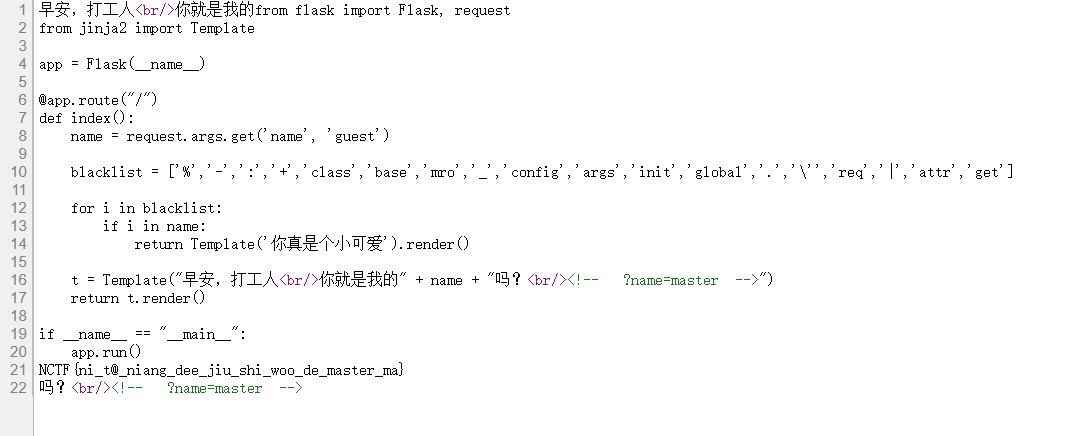 1 早安，打工人<br/>你就是我的from flask import Flask, request
2 from jinja2 import Template
3
4 app = Flask(__name__)
5
6 @app.route("/")
7 def index():
8     name = request.args.get('name', 'guest')
9
10     blacklist = ['%','-',':','+','class','base','mro','_','config','args','init','global','.','\'','req','|','attr','get']
11
12     for i in blacklist:
13         if i in name:
14             return Template('你真是个小可爱').render()
15
16     t = Template("早安，打工人<br/>你就是我的" + name + "吗？<br/><!--   ?name=master  -->")
17     return t.render()
18
19 if __name__ == "__main__":
20     app.run()
21 NCTF{ni_t@_niang_dee_jiu_shi_woo_de_master_ma}
22 吗？<br/><!--   ?name=master  -->